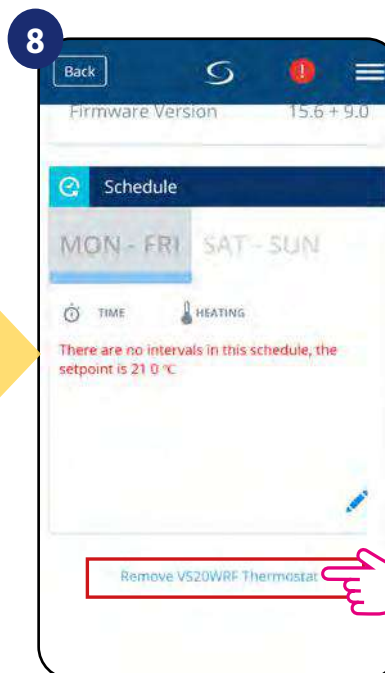 8
Back
Firmware Version 15.6 + 9.0
Schedule
MON - FRI SAT - SUN
TIME HEATING
There are no intervals in this schedule, the
setpoint is 21 0 °C
Remove VS20WRF Thermostat